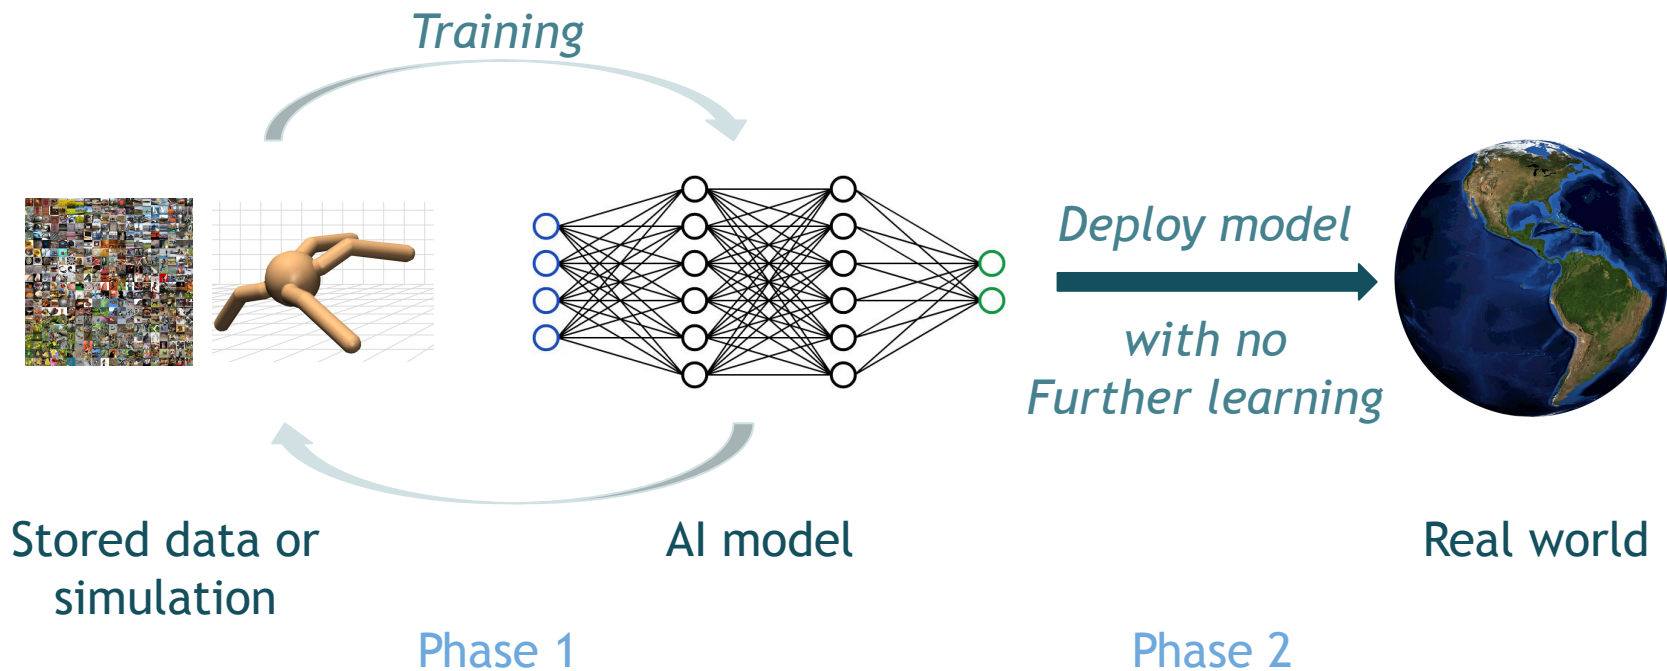 Training
Deploy model
with no
Further learning
Stored data or
simulation
AI model
Real world
Phase 1
Phase 2